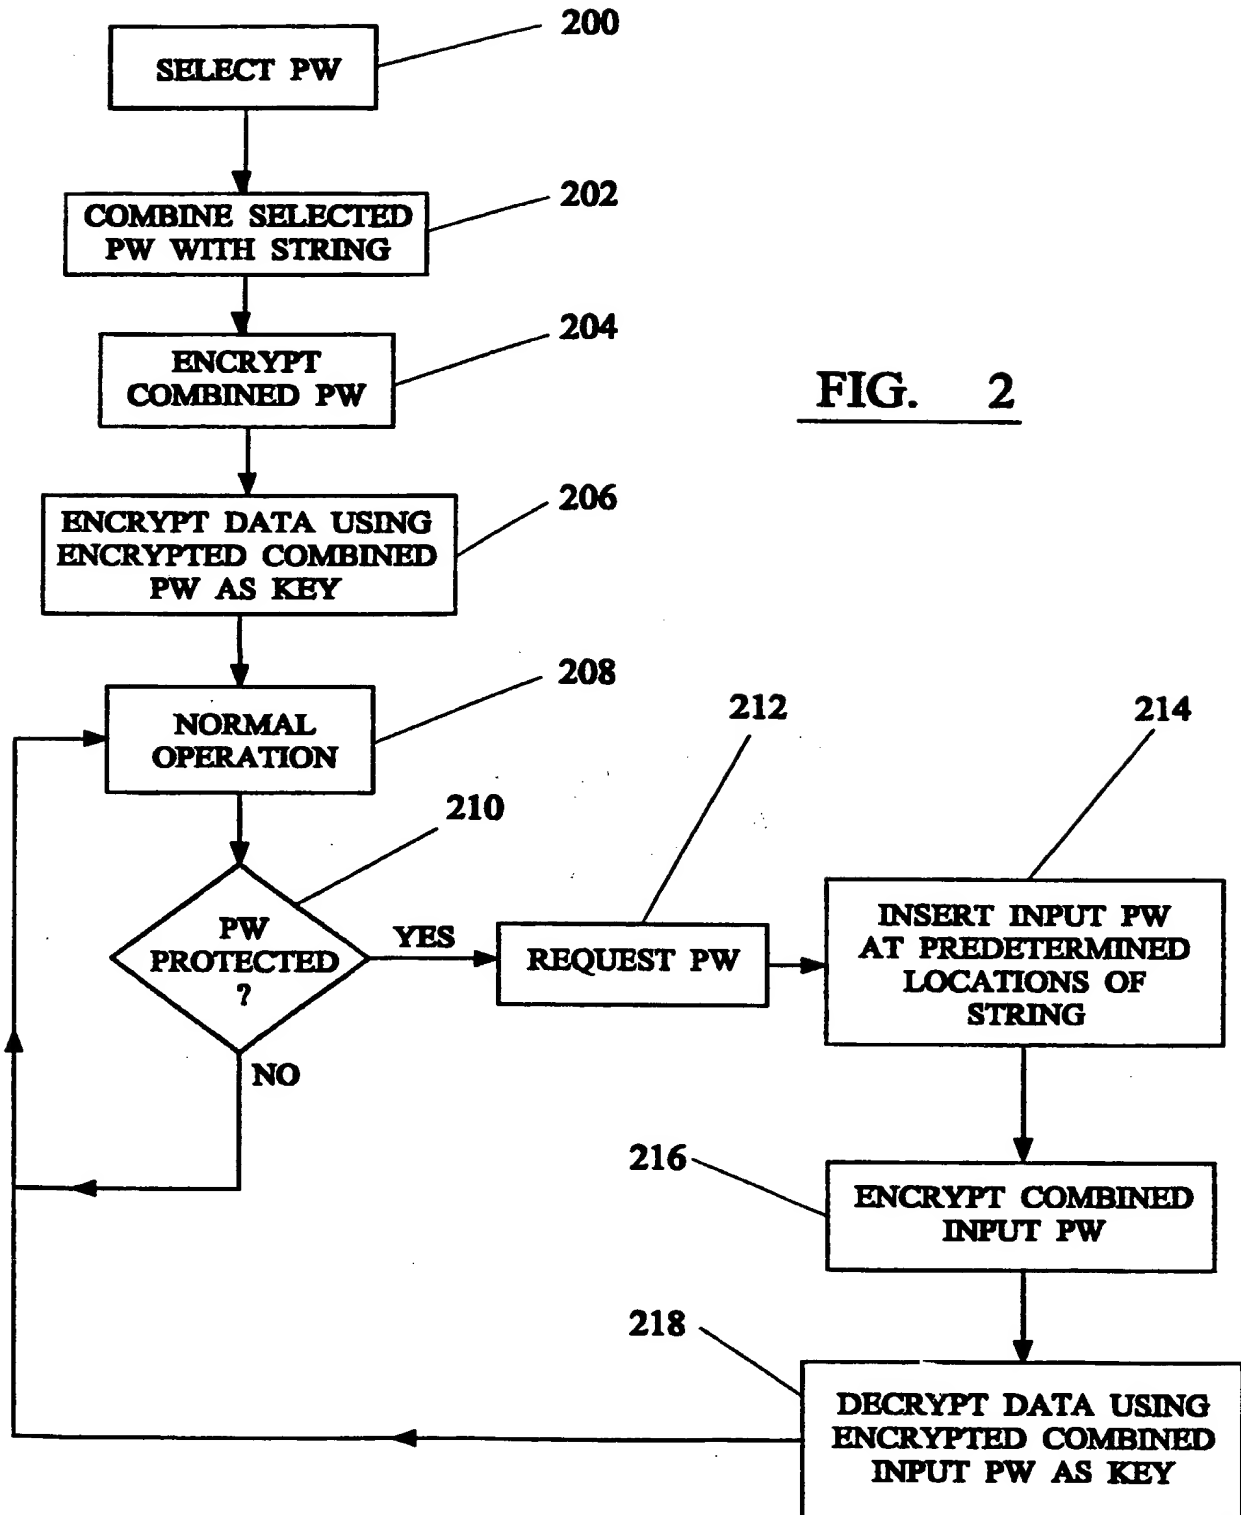 200
SELECT PW
202
COMBINE SELECTED
PW WITH STRING
204
ENCRYPT
COMBINED PW
FIG. 2
206
ENCRYPT DATA USING
ENCRYPTED COMBINED
PW AS KEY
208
NORMAL
OPERATION
210
PW
PROTECTED
?
YES
NO
212
REQUEST PW
214
INSERT INPUT PW
AT PREDETERMINED
LOCATIONS OF
STRING
216
ENCRYPT COMBINED
INPUT PW
218
DECRYPT DATA USING
ENCRYPTED COMBINED
INPUT PW AS KEY